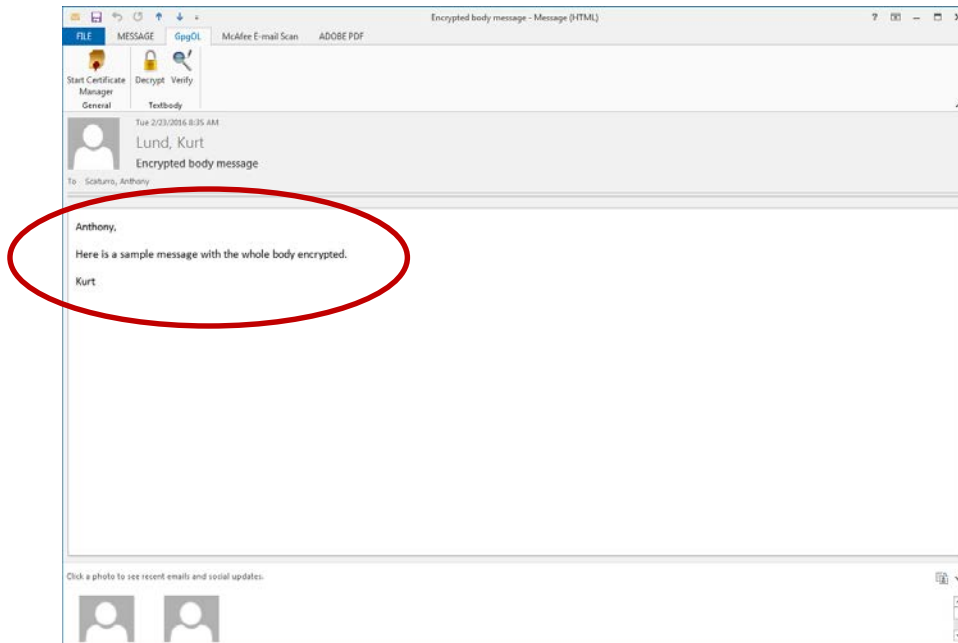 Encrypted body message - Message (HTML)
FILE MESSAGE GpgOL McAfee E-mail Scan ADOBE PDF
Start Certificate Manager Decrypt Verify
General Textbody
Tue 2/23/2016 8:35 AM
Lund, Kurt
Encrypted body message
To Scaturro, Anthony
Anthony,
Here is a sample message with the whole body encrypted.
Kurt
Click a photo to see recent emails and social updates.